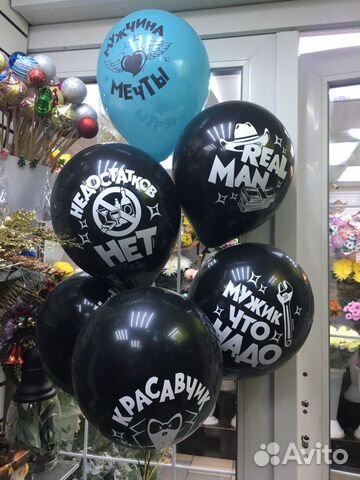 МУЖЧИНА
МЕЧТЫ
REAL
MAN
НЕДОСТАТКОВ
НЕТ
МУЖИК
ЧТО
НАДО
КРАСАВЧИК
Avito